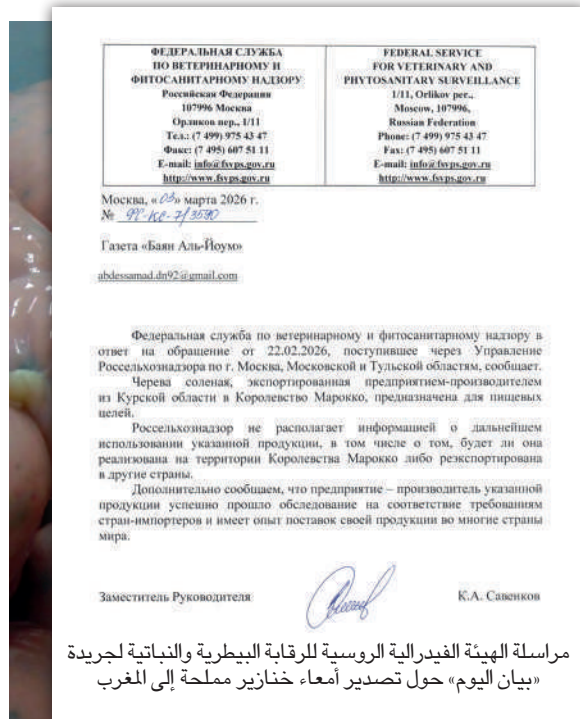 ФЕДЕРАЛЬНАЯ СЛУЖБА
ПО ВЕТЕРИНАРНОМУ И
ФИТОСАНИТАРНОМУ НАДЗОРУ
Российская Федерация
107996 Москва
Орликов пер., 1/11
Тел.: (7 499) 975 43 47
Факс: (7 495) 607 51 11
E-mail: info@fsvps.gov.ru
http://www.fsvps.gov.ru
FEDERAL SERVICE
FOR VETERINARY AND
PHYTOSANITARY SURVEILLANCE
1/11, Orlikov per.,
Moscow, 107996,
Russian Federation
Phone: (7 499) 975 43 47
Fax: (7 495) 607 51 11
E-mail: info@fsvps.gov.ru
http://www.fsvps.gov.ru
Москва, «03» марта 2026 г.
№ ФС-КС-7/3590
Газета «Баян Аль-Йоум»
abdessamad.dn92@gmail.com
Федеральная служба по ветеринарному и фитосанитарному надзору в
ответ на обращение от 22.02.2026, поступившее через Управление
Россельхознадзора по г. Москва, Московской и Тульской областям, сообщает.
Черева соленая, экспортированная предприятием-производителем
из Курской области в Королевство Марокко, предназначена для пищевых
целей.
Россельхознадзор не располагает информацией о дальнейшем
использовании указанной продукции, в том числе о том, будет ли она
реализована на территории Королевства Марокко либо реэкспортирована
в другие страны.
Дополнительно сообщаем, что предприятие – производитель указанной
продукции успешно прошло обследование на соответствие требованиям
стран-импортеров и имеет опыт поставок своей продукции во многие страны
мира.
Заместитель Руководителя
К.А. Савенков
مراسلة الهيئة الفيدرالية الروسية للرقابة البيطرية والنباتية لجريدة
«بيان اليوم» حول تصدير أمعاء خنازير مملحة إلى المغرب